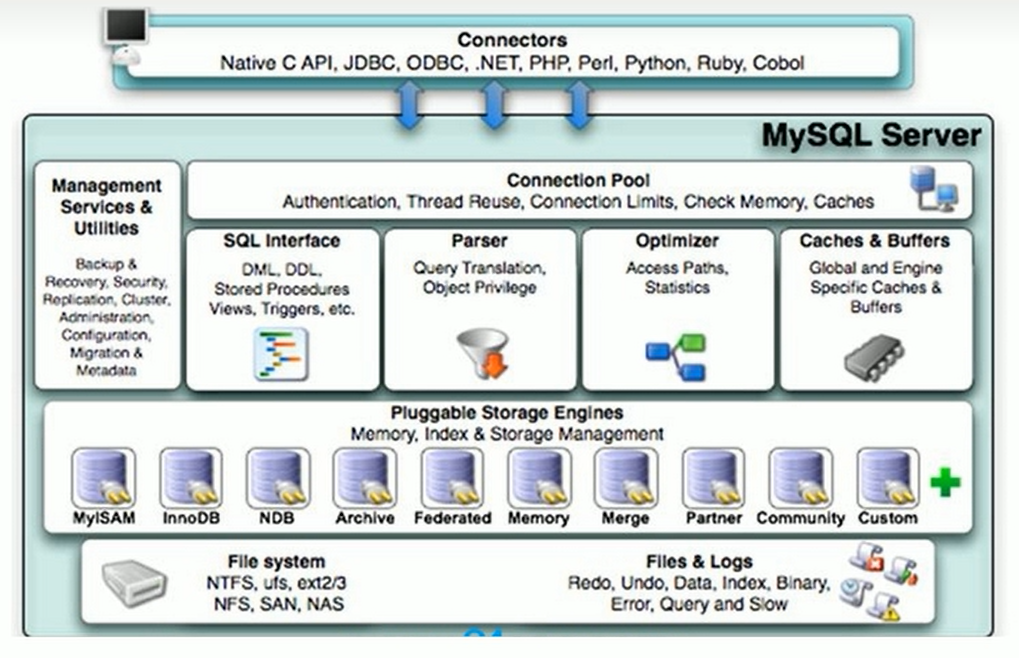 Connectors
Native C API, JDBC, ODBC, .NET, PHP, Perl, Python, Ruby, Cobol
MySQL Server
Management
Services &
Utilities
Backup &
Recovery, Security,
Replication, Cluster,
Administration,
Configuration,
Migration &
Metadata
Connection Pool
Authentication, Thread Reuse, Connection Limits, Check Memory, Caches
SQL Interface
DML, DDL,
Stored Procedures
Views, Triggers, etc.
Parser
Query Translation,
Object Privilege
Optimizer
Access Paths,
Statistics
Caches & Buffers
Global and Engine
Specific Caches &
Buffers
Pluggable Storage Engines
Memory, Index & Storage Management
MyISAM
InnoDB
NDB
Archive
Federated
Memory
Merge
Partner
Community
Custom
File system
NTFS, ufs, ext2/3
NFS, SAN, NAS
Files & Logs
Redo, Undo, Data, Index, Binary,
Error, Query and Slow